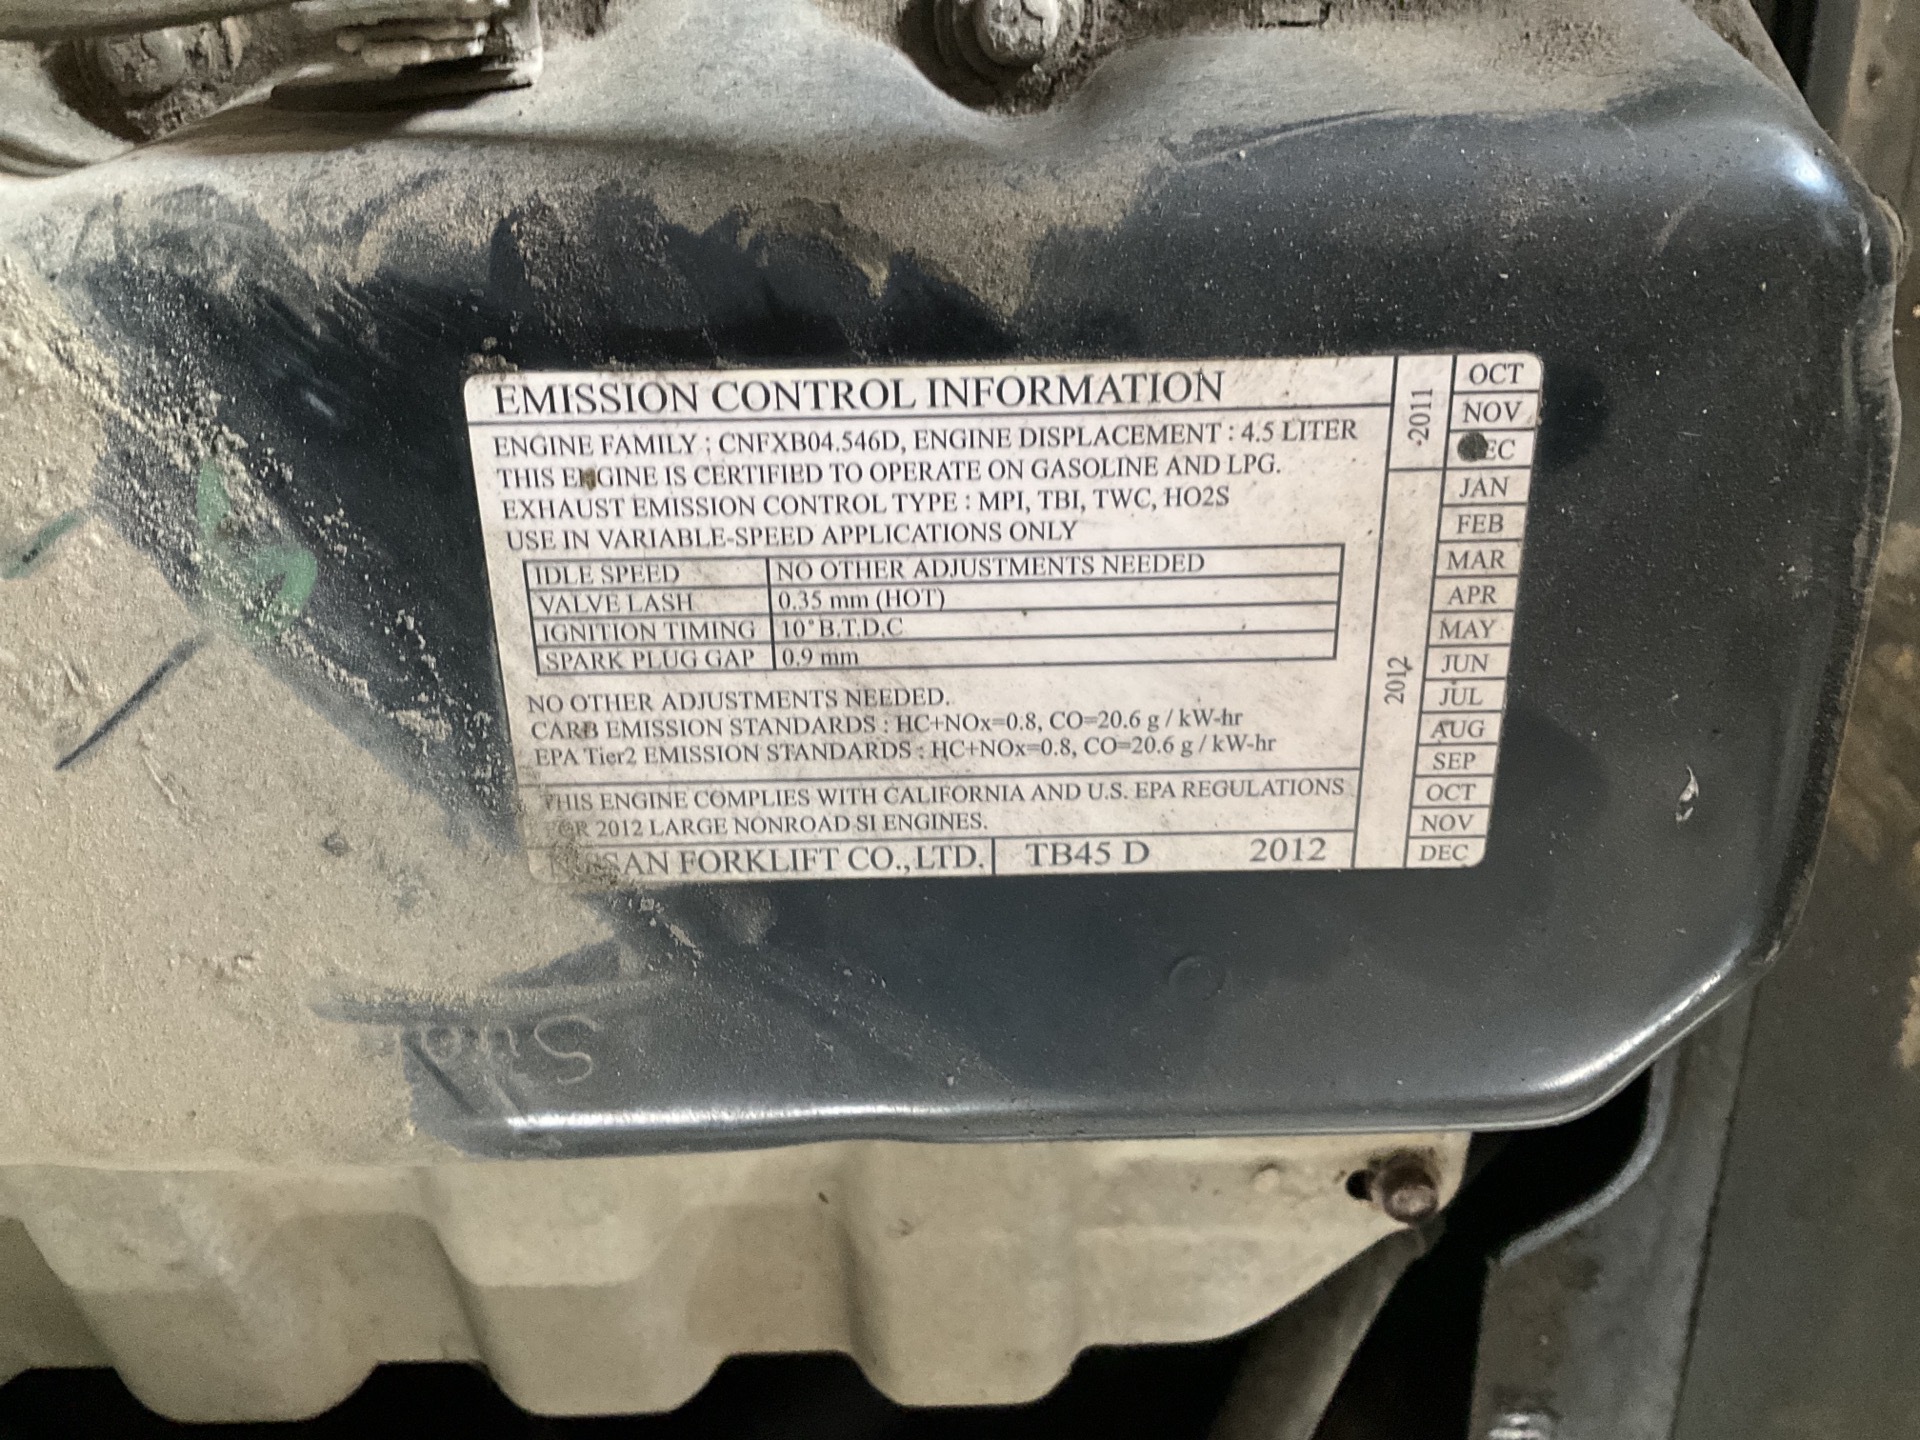 EMISSION CONTROL INFORMATION
ENGINE FAMILY : CNFXB04.546D, ENGINE DISPLACEMENT : 4.5 LITER
THIS ENGINE IS CERTIFIED TO OPERATE ON GASOLINE AND LPG.
EXHAUST EMISSION CONTROL TYPE : MPI, TBI, TWC, HO2S
USE IN VARIABLE-SPEED APPLICATIONS ONLY
IDLE SPEED NO OTHER ADJUSTMENTS NEEDED
VALVE LASH 0.35 mm (HOT)
IGNITION TIMING 10° B.T.D.C
SPARK PLUG GAP 0.9 mm
NO OTHER ADJUSTMENTS NEEDED.
CARB EMISSION STANDARDS : HC+NOx=0.8, CO=20.6 g / kW-hr
EPA Tier2 EMISSION STANDARDS : HC+NOx=0.8, CO=20.6 g / kW-hr
THIS ENGINE COMPLIES WITH CALIFORNIA AND U.S. EPA REGULATIONS
FOR 2012 LARGE NONROAD SI ENGINES.
NISSAN FORKLIFT CO.,LTD. TB45 D 2012
2011
OCT
NOV
DEC
2012
JAN
FEB
MAR
APR
MAY
JUN
JUL
AUG
SEP
OCT
NOV
DEC